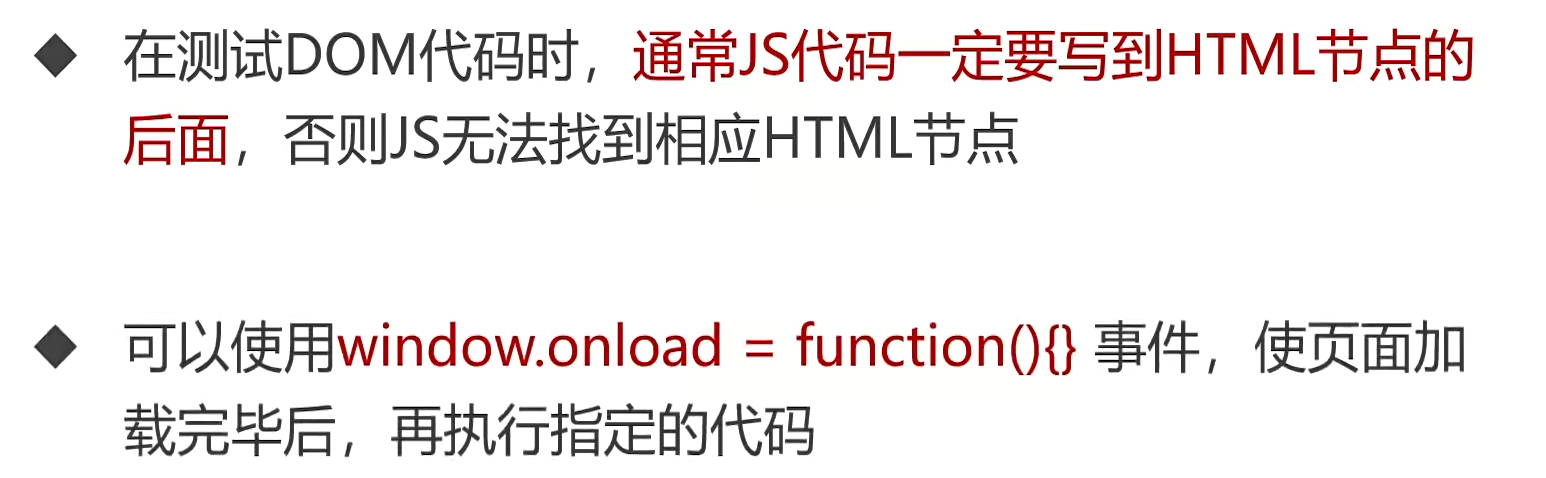 ◆ 在测试DOM代码时，通常JS代码一定要写到HTML节点的
后面，否则JS无法找到相应HTML节点
◆ 可以使用window.onload = function(){} 事件，使页面加
载完毕后，再执行指定的代码